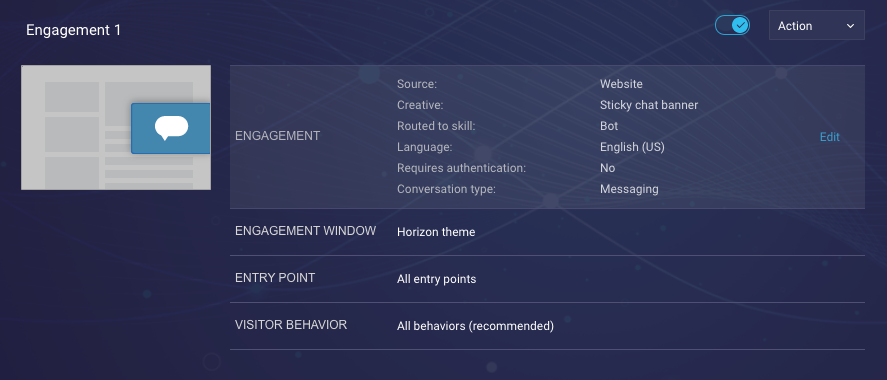 Engagement 1
Action
ENGAGEMENT
Source: Website
Creative: Sticky chat banner
Routed to skill: Bot
Language: English (US)
Requires authentication: No
Conversation type: Messaging
Edit
ENGAGEMENT WINDOW Horizon theme
ENTRY POINT All entry points
VISITOR BEHAVIOR All behaviors (recommended)